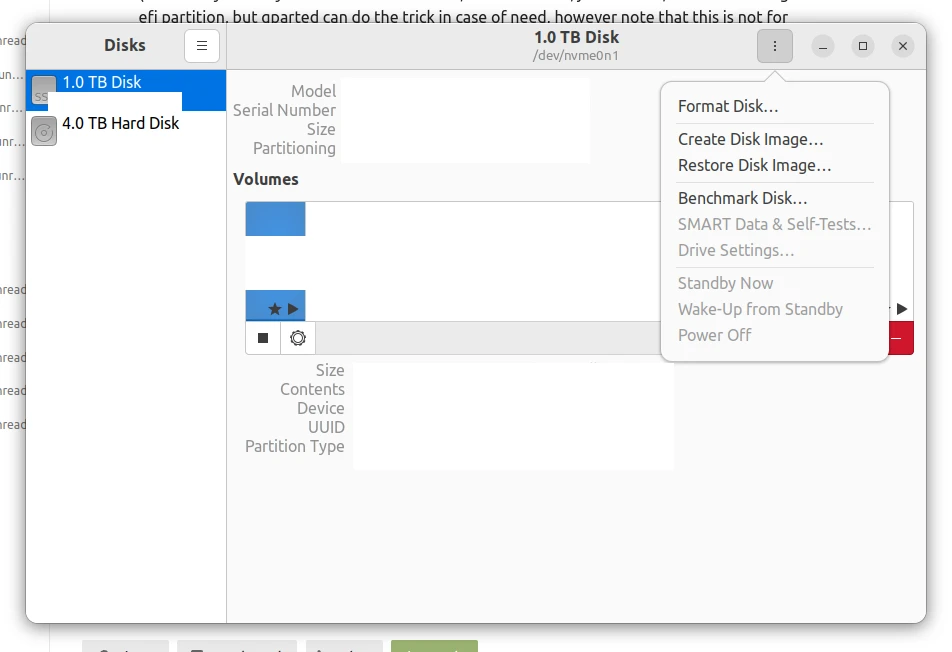 efi partition, but gparted can do the trick in case of need, however note that this is not for
Disks
1.0 TB Disk
/dev/nvme0n1
1.0 TB Disk
4.0 TB Hard Disk
Model
Serial Number
Size
Partitioning
Volumes
Size
Contents
Device
UUID
Partition Type
Format Disk…
Create Disk Image…
Restore Disk Image…
Benchmark Disk…
SMART Data & Self-Tests…
Drive Settings…
Standby Now
Wake-Up from Standby
Power Off